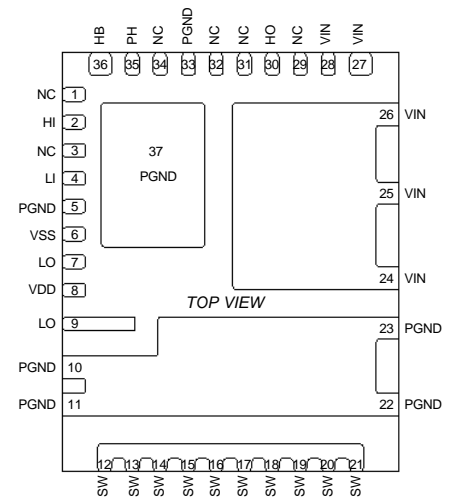 HB PH NC PGND NC NC HO NC VIN VIN
36 35 34 33 32 31 30 29 28 27
NC 1
HI 2
NC 3
LI 4
PGND 5
VSS 6
LO 7
VDD 8
LO 9
PGND 10
PGND 11
37
PGND
26 VIN
25 VIN
24 VIN
TOP VIEW
23 PGND
22 PGND
12 13 14 15 16 17 18 19 20 21
SW SW SW SW SW SW SW SW SW SW